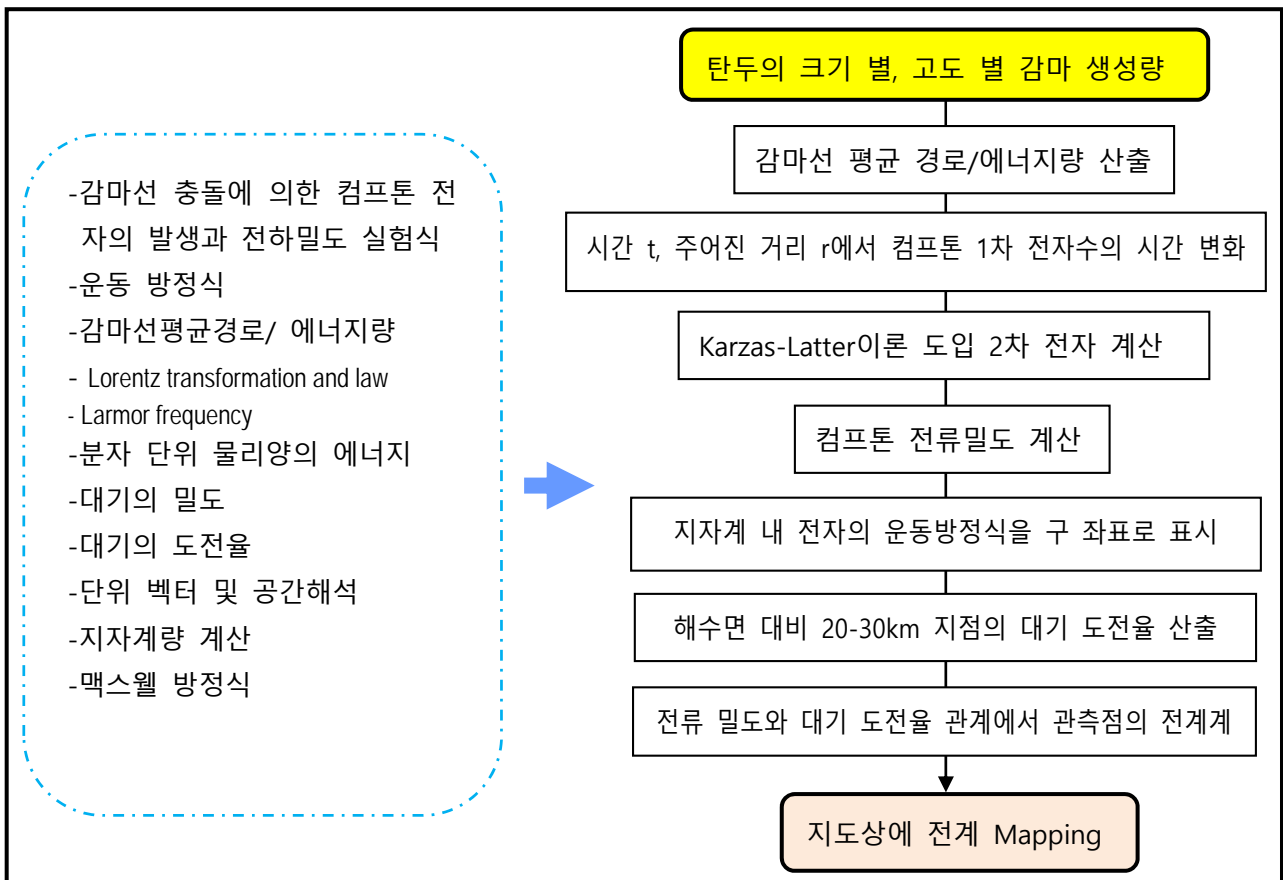 -감마선 충돌에 의한 컴프톤 전
자의 발생과 전하밀도 실험식
-운동 방정식
-감마선평균경로/ 에너지량
- Lorentz transformation and law
- Larmor frequency
-분자 단위 물리양의 에너지
-대기의 밀도
-대기의 도전율
-단위 벡터 및 공간해석
-지자계량 계산
-맥스웰 방정식
탄두의 크기 별, 고도 별 감마 생성량
감마선 평균 경로/에너지량 산출
시간 t, 주어진 거리 r에서 컴프톤 1차 전자수의 시간 변화
Karzas-Latter이론 도입 2차 전자 계산
컴프톤 전류밀도 계산
지자계 내 전자의 운동방정식을 구 좌표로 표시
해수면 대비 20-30km 지점의 대기 도전율 산출
전류 밀도와 대기 도전율 관계에서 관측점의 전계계
지도상에 전계 Mapping